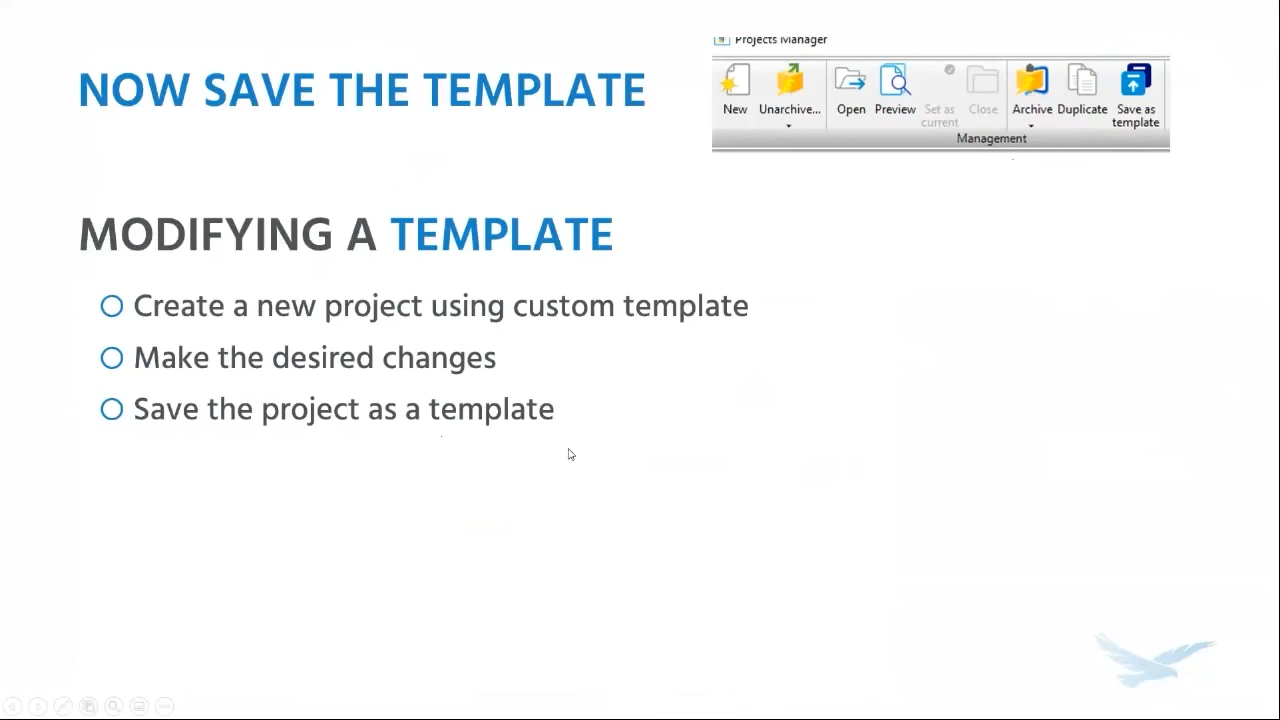 NOW SAVE THE TEMPLATE
Projects Manager
New Unarchive... Open Preview Set as current Close Archive Duplicate Save as template
Management
MODIFYING A TEMPLATE
Create a new project using custom template
Make the desired changes
Save the project as a template